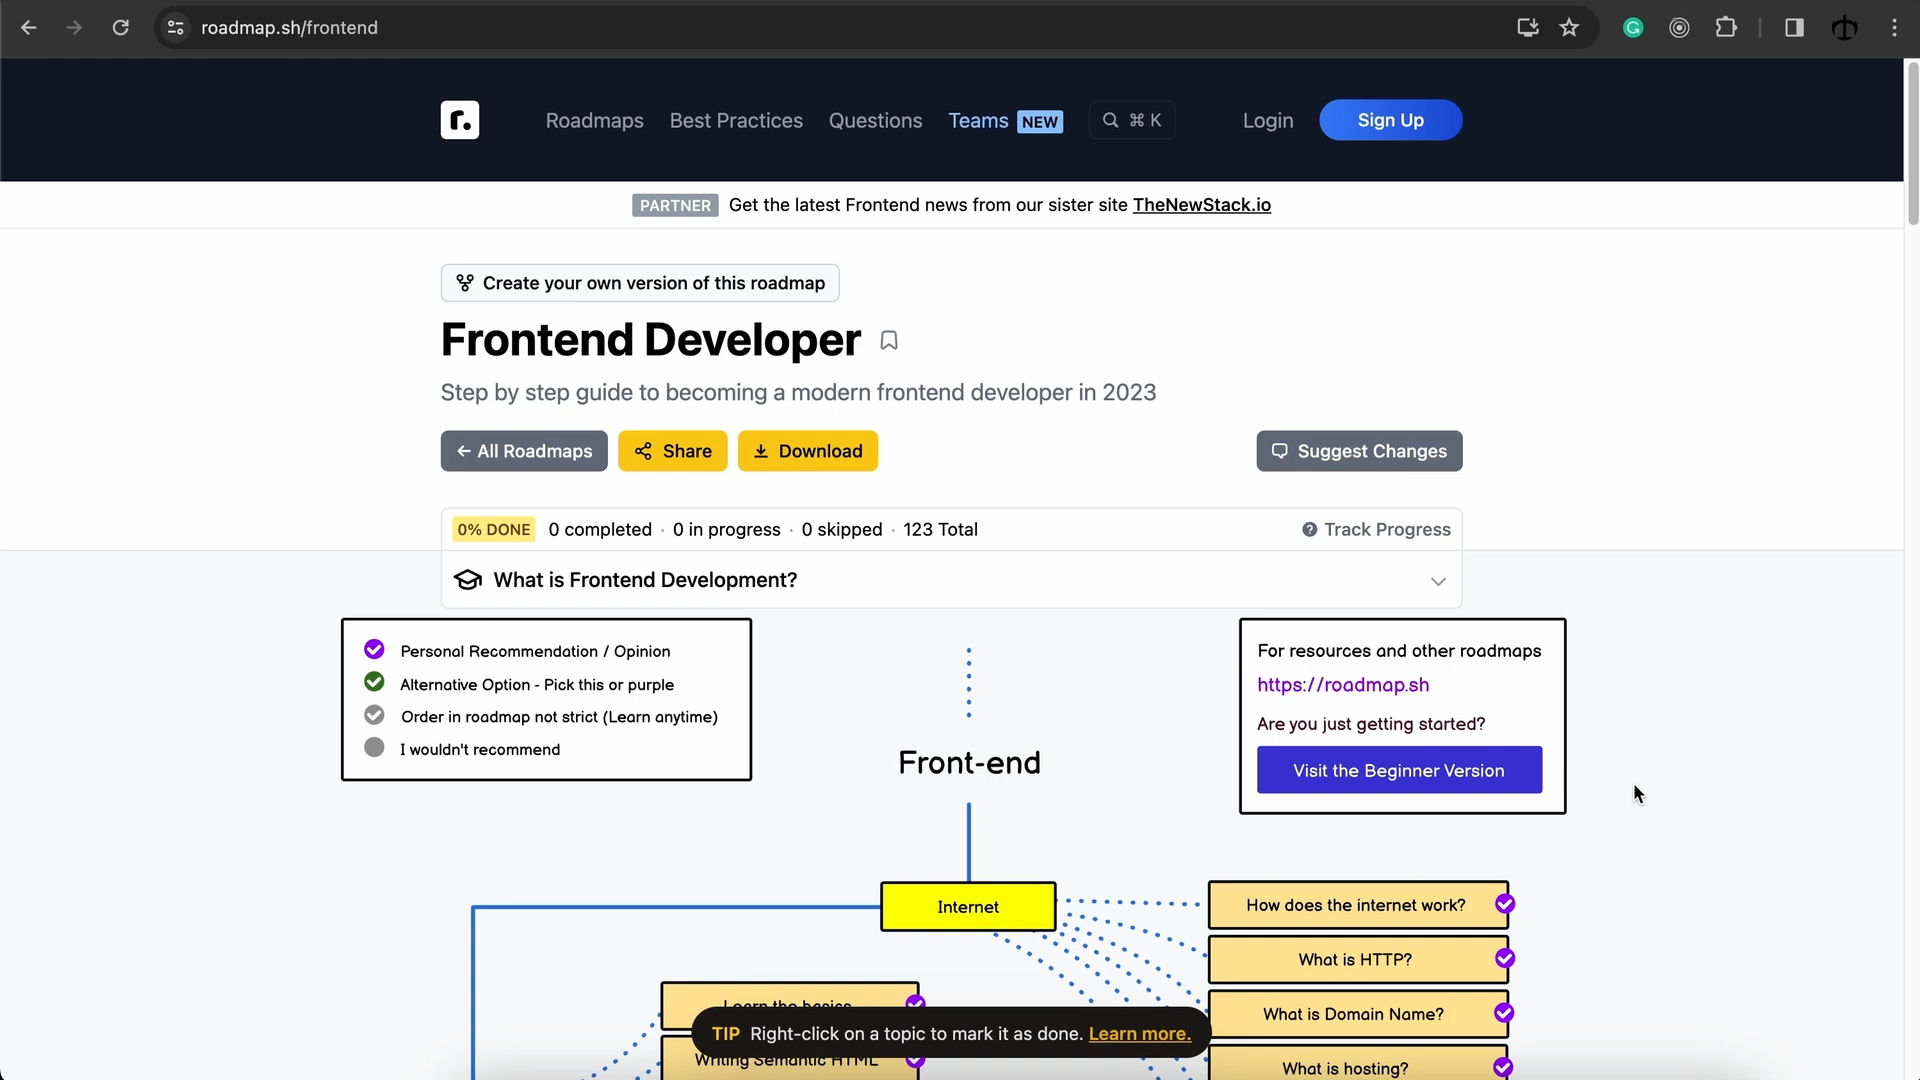 roadmap.sh/frontend
r.
Roadmaps
Best Practices
Questions
Teams NEW
⌘ K
Login
Sign Up
PARTNER Get the latest Frontend news from our sister site TheNewStack.io
Create your own version of this roadmap
Frontend Developer
Step by step guide to becoming a modern frontend developer in 2023
← All Roadmaps
Share
Download
Suggest Changes
0% DONE 0 completed · 0 in progress · 0 skipped · 123 Total
Track Progress
What is Frontend Development?
Personal Recommendation / Opinion
Alternative Option - Pick this or purple
Order in roadmap not strict (Learn anytime)
I wouldn't recommend
For resources and other roadmaps
https://roadmap.sh
Are you just getting started?
Visit the Beginner Version
Front-end
Internet
How does the internet work?
What is HTTP?
What is Domain Name?
What is hosting?
Learn the basics
Writing Semantic HTML
TIP Right-click on a topic to mark it as done. Learn more.